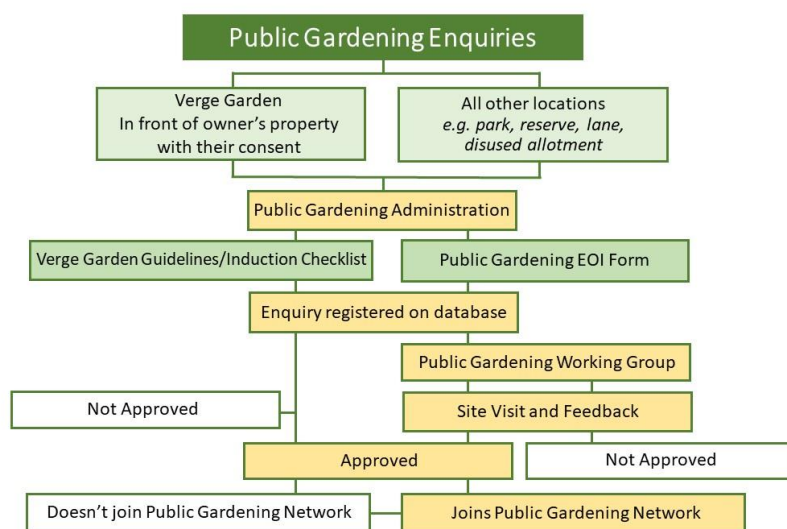 Public Gardening Enquiries
Verge Garden
In front of owner's property
with their consent
All other locations
e.g. park, reserve, lane,
disused allotment
Public Gardening Administration
Verge Garden Guidelines/Induction Checklist
Public Gardening EOI Form
Enquiry registered on database
Public Gardening Working Group
Not Approved
Site Visit and Feedback
Approved
Not Approved
Doesn't join Public Gardening Network
Joins Public Gardening Network